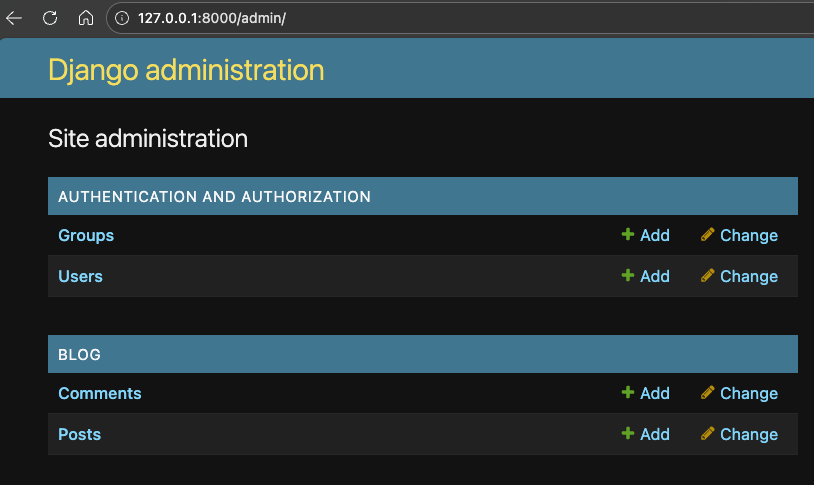 127.0.0.1:8000/admin/
Django administration
Site administration
AUTHENTICATION AND AUTHORIZATION
Groups Add Change
Users Add Change
BLOG
Comments Add Change
Posts Add Change